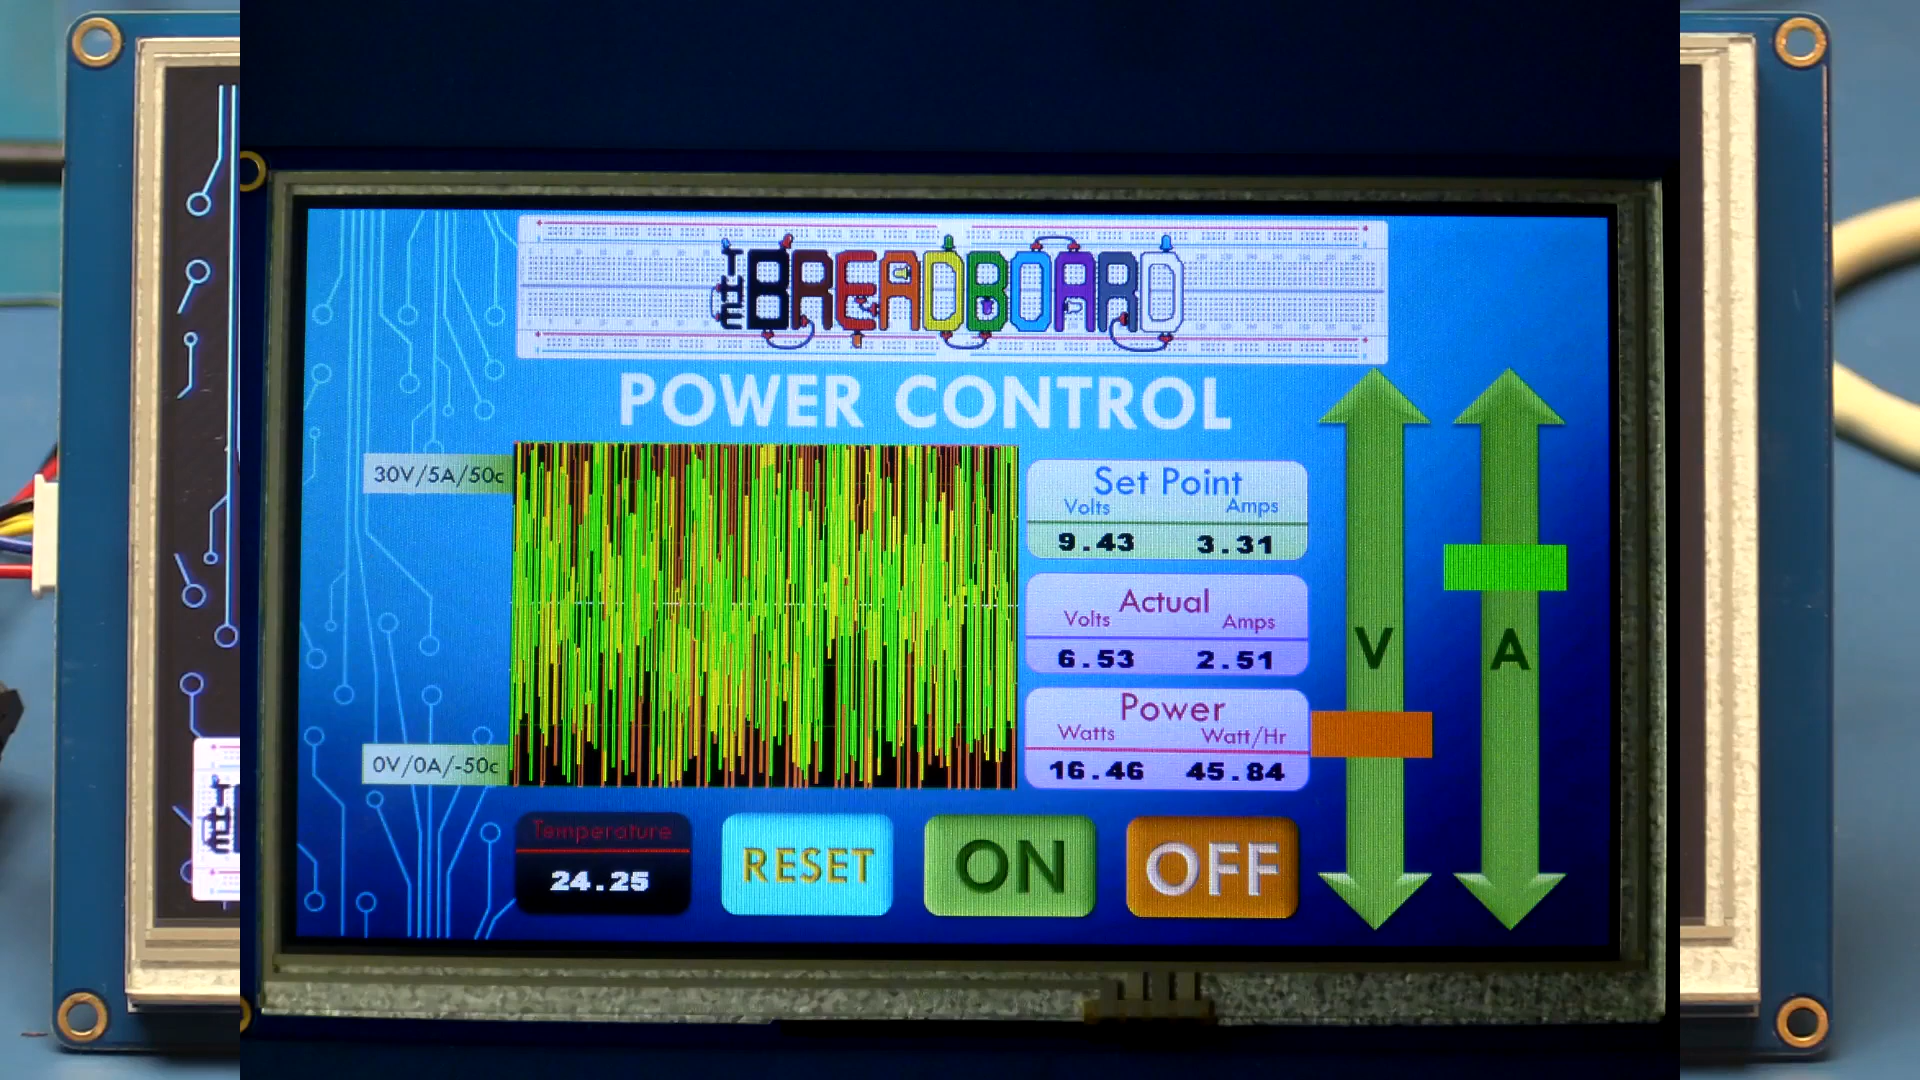 THE BREADBOARD
POWER CONTROL
30V/5A/50c
0V/0A/-50c
Set Point
Volts Amps
9.43 3.31
Actual
Volts Amps
6.53 2.51
Power
Watts Watt/Hr
16.46 45.84
V A
Temperature
24.25
RESET
ON
OFF
THE